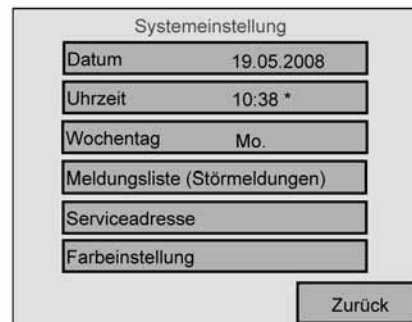 Systemeinstellung
Datum 19.05.2008
Uhrzeit 10:38 *
Wochentag Mo.
Meldungsliste (Störmeldungen)
Serviceadresse
Farbeinstellung
Zurück